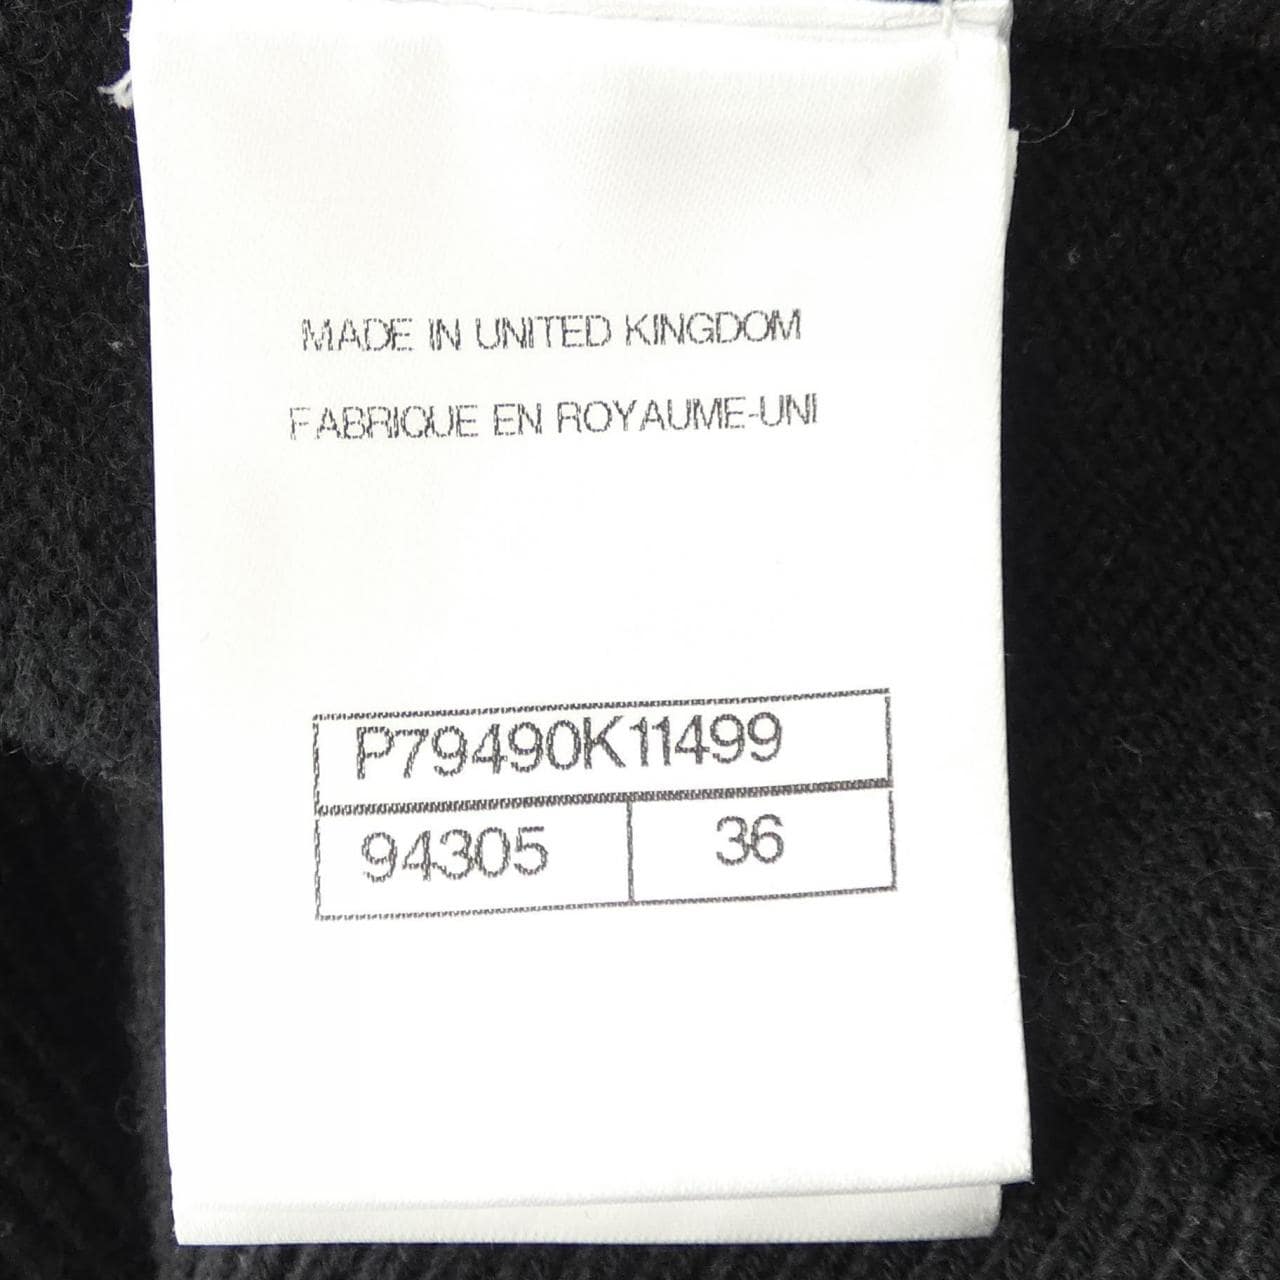 MADE IN UNITED KINGDOM
FABRIQUE EN ROYAUME-UNI
P79490K11499
94305 36